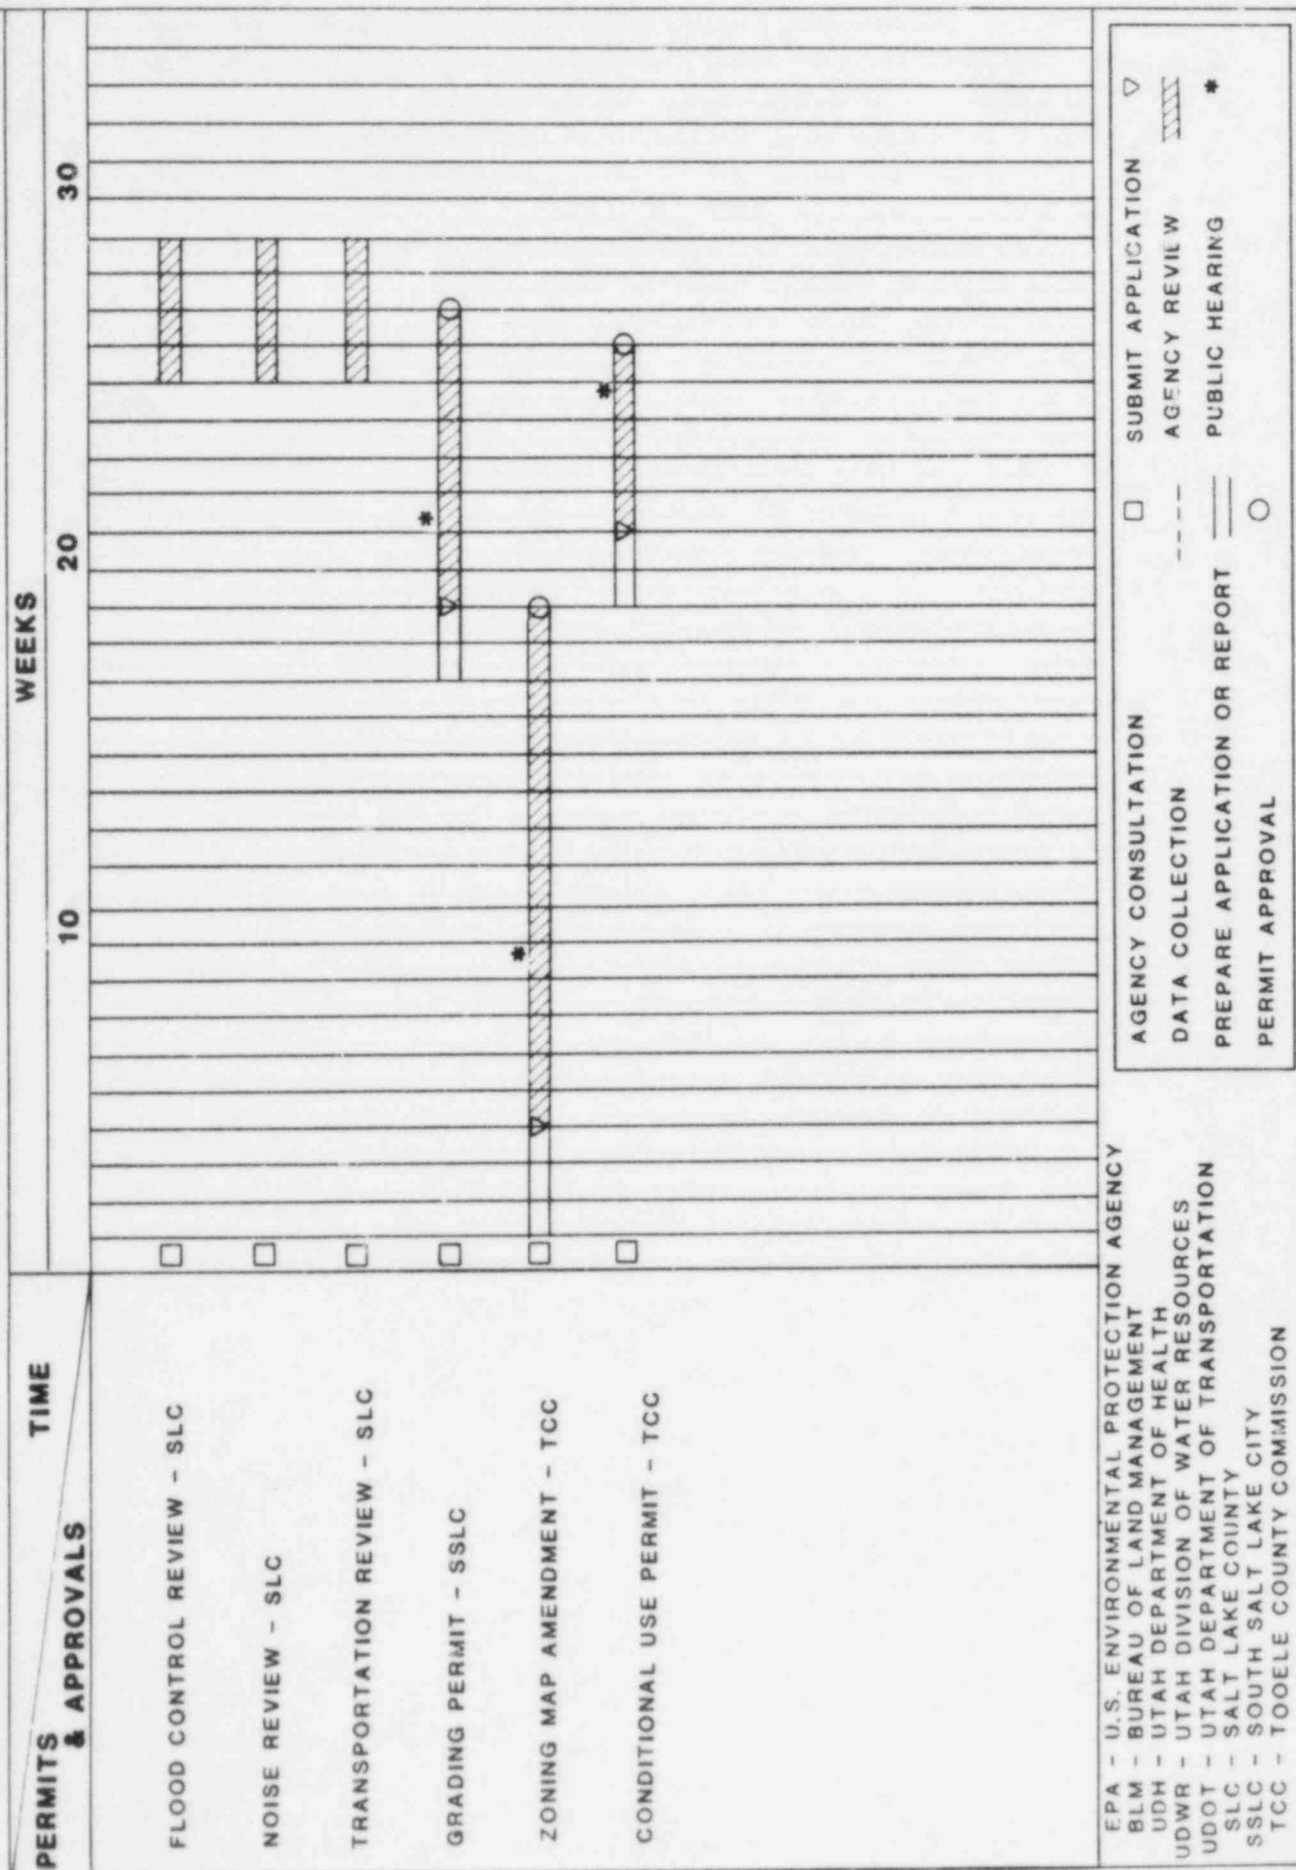 PERMITS
& APPROVALS
TIME
WEEKS
10
20
30
FLOOD CONTROL REVIEW - SLC
NOISE REVIEW - SLC
TRANSPORTATION REVIEW - SLC
GRADING PERMIT - SSLC
ZONING MAP AMENDMENT - TCC
CONDITIONAL USE PERMIT - TCC
EPA - U.S. ENVIRONMENTAL PROTECTION AGENCY
BLM - BUREAU OF LAND MANAGEMENT
UDH - UTAH DEPARTMENT OF HEALTH
UDWR - UTAH DIVISION OF WATER RESOURCES
UDOT - UTAH DEPARTMENT OF TRANSPORTATION
SLC - SALT LAKE COUNTY
SSLC - SOUTH SALT LAKE CITY
TCC - TOOELE COUNTY COMMISSION
AGENCY CONSULTATION
DATA COLLECTION
PREPARE APPLICATION OR REPORT
PERMIT APPROVAL
SUBMIT APPLICATION
AGENCY REVIEW
PUBLIC HEARING